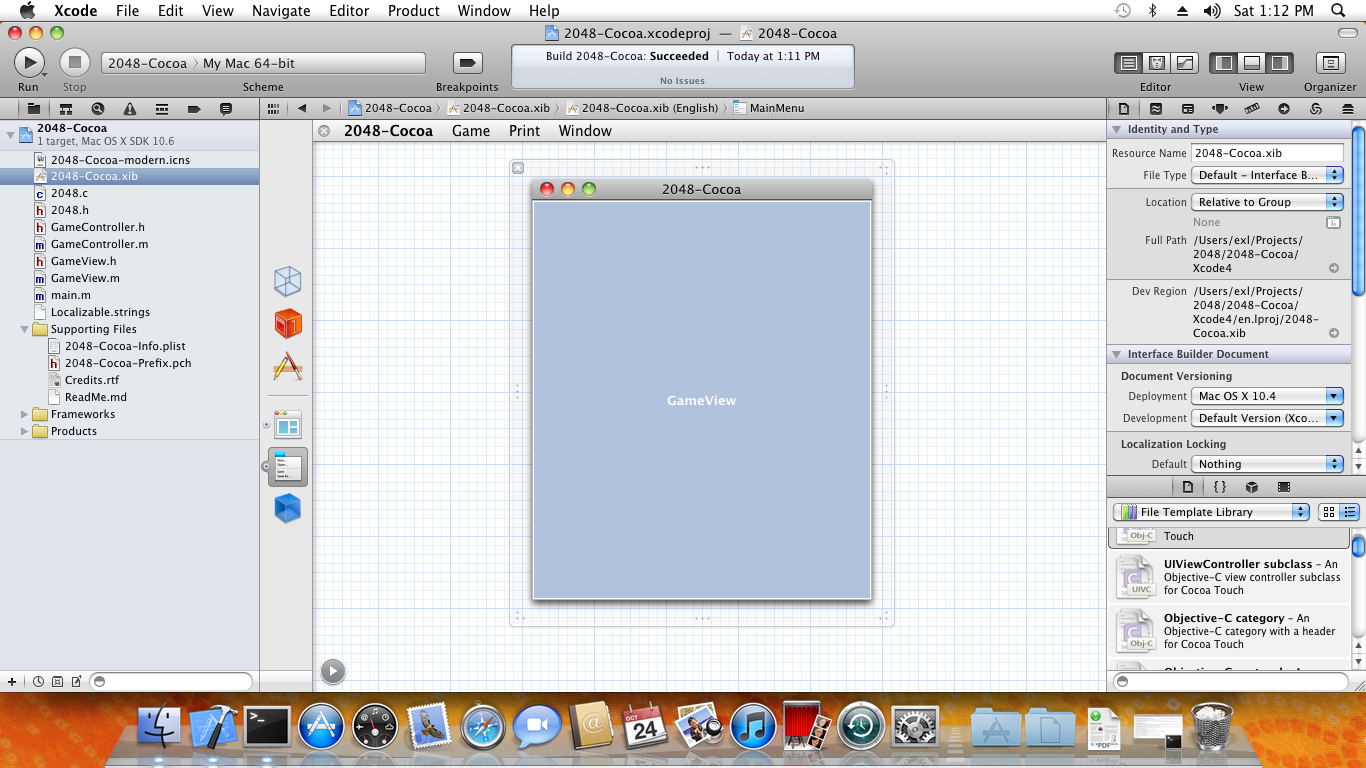 Xcode File Edit View Navigate Editor Product Window Help
Sat 1:12 PM
2048-Cocoa.xcodeproj — 2048-Cocoa
2048-Cocoa My Mac 64-bit
Build 2048-Cocoa: Succeeded | Today at 1:11 PM
No Issues
Run Stop Scheme Breakpoints Editor View Organizer
2048-Cocoa 2048-Cocoa.xib 2048-Cocoa.xib (English) MainMenu
2048-Cocoa
1 target, Mac OS X SDK 10.6
2048-Cocoa-modern.icns
2048-Cocoa.xib
2048.c
2048.h
GameController.h
GameController.m
GameView.h
GameView.m
main.m
Localizable.strings
Supporting Files
2048-Cocoa-Info.plist
2048-Cocoa-Prefix.pch
Credits.rtf
ReadMe.md
Frameworks
Products
2048-Cocoa Game Print Window
2048-Cocoa
GameView
Identity and Type
Resource Name 2048-Cocoa.xib
File Type Default - Interface B...
Location Relative to Group
None
Full Path /Users/exl/Projects/
2048/2048-Cocoa/
Xcode4
Dev Region /Users/exl/Projects/
2048/2048-Cocoa/
Xcode4/en.lproj/2048-
Cocoa.xib
Interface Builder Document
Document Versioning
Deployment Mac OS X 10.4
Development Default Version (Xco...
Localization Locking
Default Nothing
{ }
File Template Library
Obj-C
Touch
UIVC
UIViewController subclass - An
Objective-C view controller subclass
for Cocoa Touch
Obj-C
Objective-C category - An
Objective-C category with a header
for Cocoa Touch
OCT
24
PDF